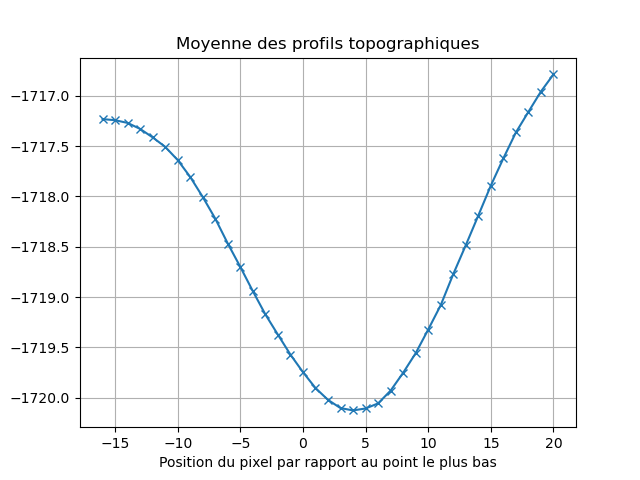 Moyenne des profils topographiques
−1717.0
−1717.5
−1718.0
−1718.5
−1719.0
−1719.5
−1720.0
−15 −10 −5 0 5 10 15 20
Position du pixel par rapport au point le plus bas